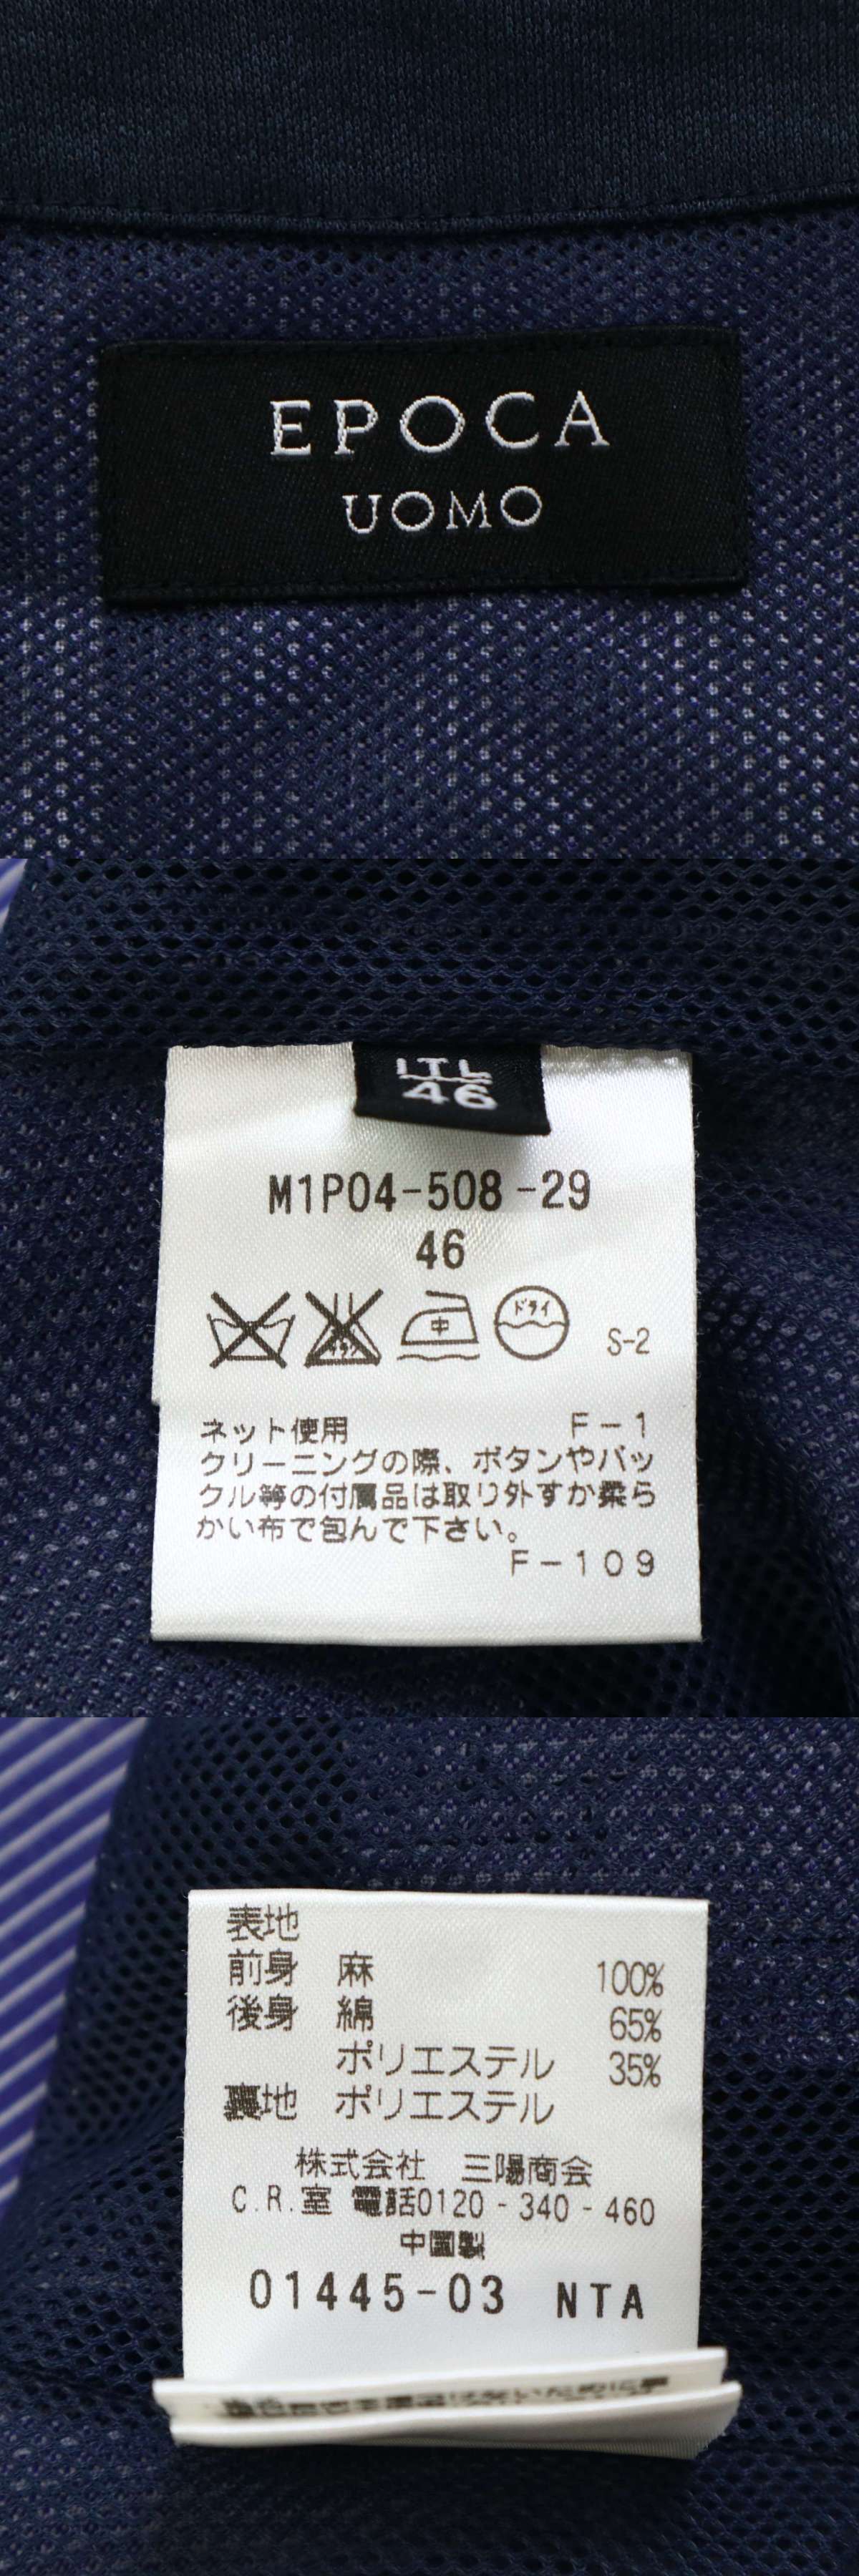 EPOCA
UOMO
ITL
46
M1P04-508-29
46
中
ドライ
S-2
ネット使用 F-1
クリーニングの際、ボタンやバッ
クル等の付属品は取り外すか柔ら
かい布で包んで下さい。
F-109
表地
前身 麻 100%
後身 綿 65%
ポリエステル 35%
裏地 ポリエステル
株式会社 三陽商会
C.R.室 電話0120-340-460
中国製
01445-03 NTA